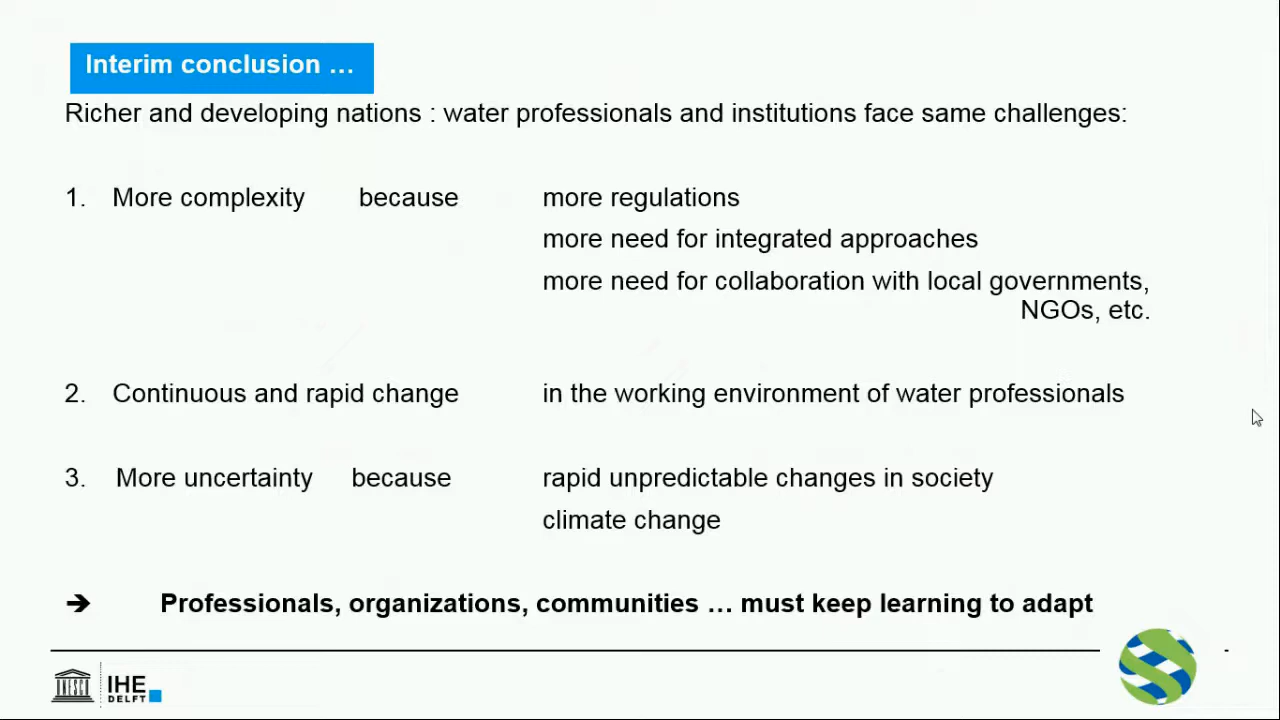 Interim conclusion ...
Richer and developing nations : water professionals and institutions face same challenges:
1. More complexity because more regulations
more need for integrated approaches
more need for collaboration with local governments,
NGOs, etc.
2. Continuous and rapid change in the working environment of water professionals
3. More uncertainty because rapid unpredictable changes in society
climate change
➔ Professionals, organizations, communities ... must keep learning to adapt
UNESCO IHE
DELFT